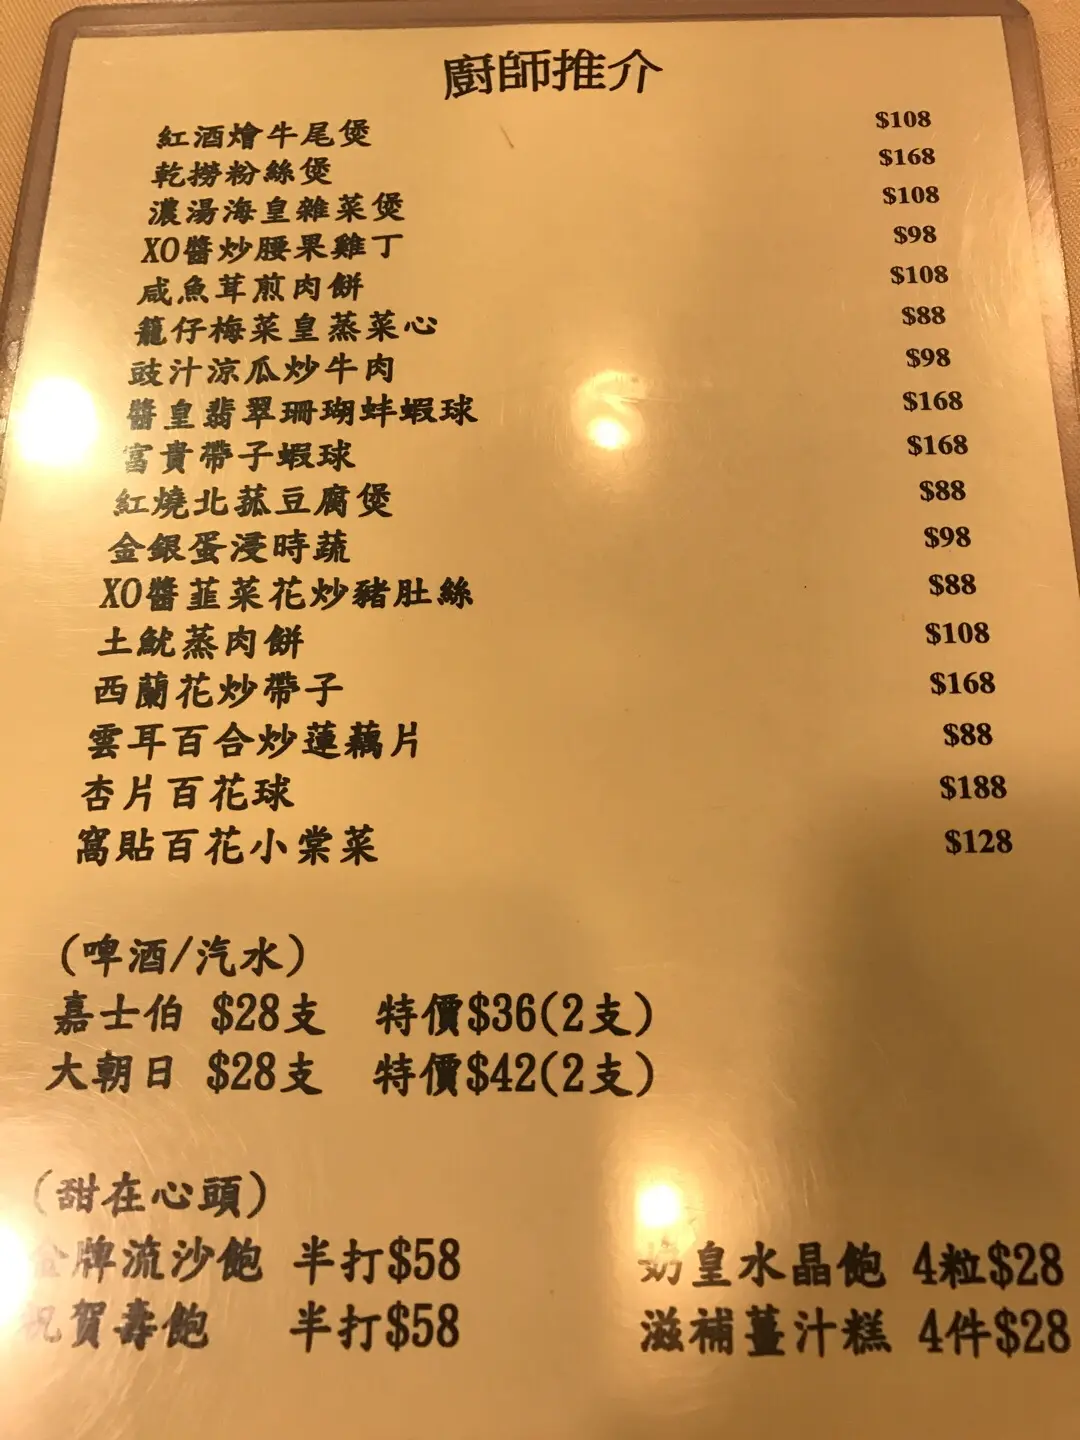 廚師推介
紅酒燴牛尾煲 $108
乾撈粉絲煲 $168
濃湯海皇雜菜煲 $108
XO醬炒腰果雞丁 $98
咸魚茸煎肉餅 $108
籠仔梅菜皇蒸菜心 $88
豉汁涼瓜炒牛肉 $98
醬皇翡翠珊瑚蚌蝦球 $168
富貴帶子蝦球 $168
紅燒北菰豆腐煲 $88
金銀蛋浸時蔬 $98
XO醬韮菜花炒豬肚絲 $88
土魷蒸肉餅 $108
西蘭花炒帶子 $168
雲耳百合炒蓮藕片 $88
杏片百花球 $188
窩貼百花小棠菜 $128
(啤酒/汽水)
嘉士伯 $28支 特價$36(2支)
大朝日 $28支 特價$42(2支)
(甜在心頭)
金牌流沙飽 半打$58 奶皇水晶飽 4粒$28
祝賀壽飽 半打$58 滋補薑汁糕 4件$28